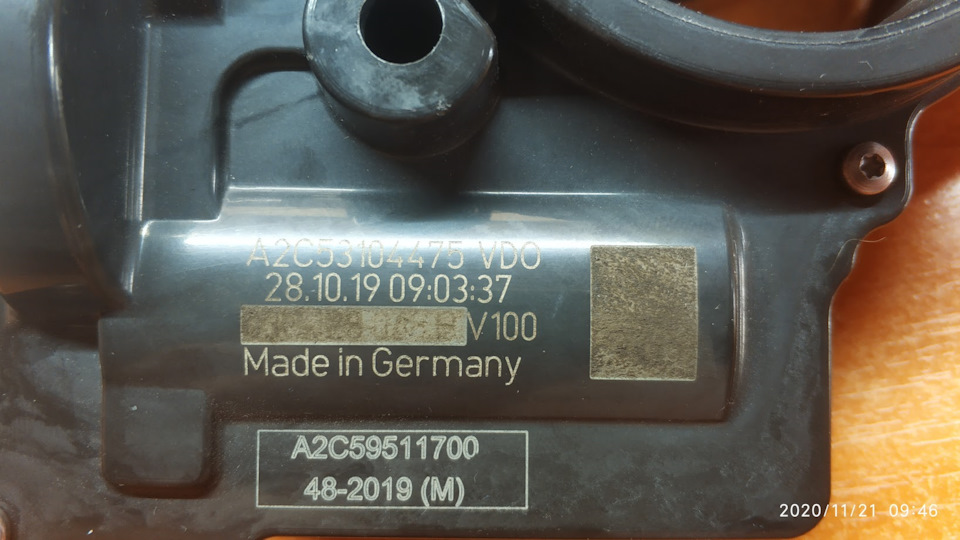 A2C53104475 VDO
28.10.19 09:03:37
V100
Made in Germany
A2C59511700
48-2019 (M)
2020/11/21 09:46